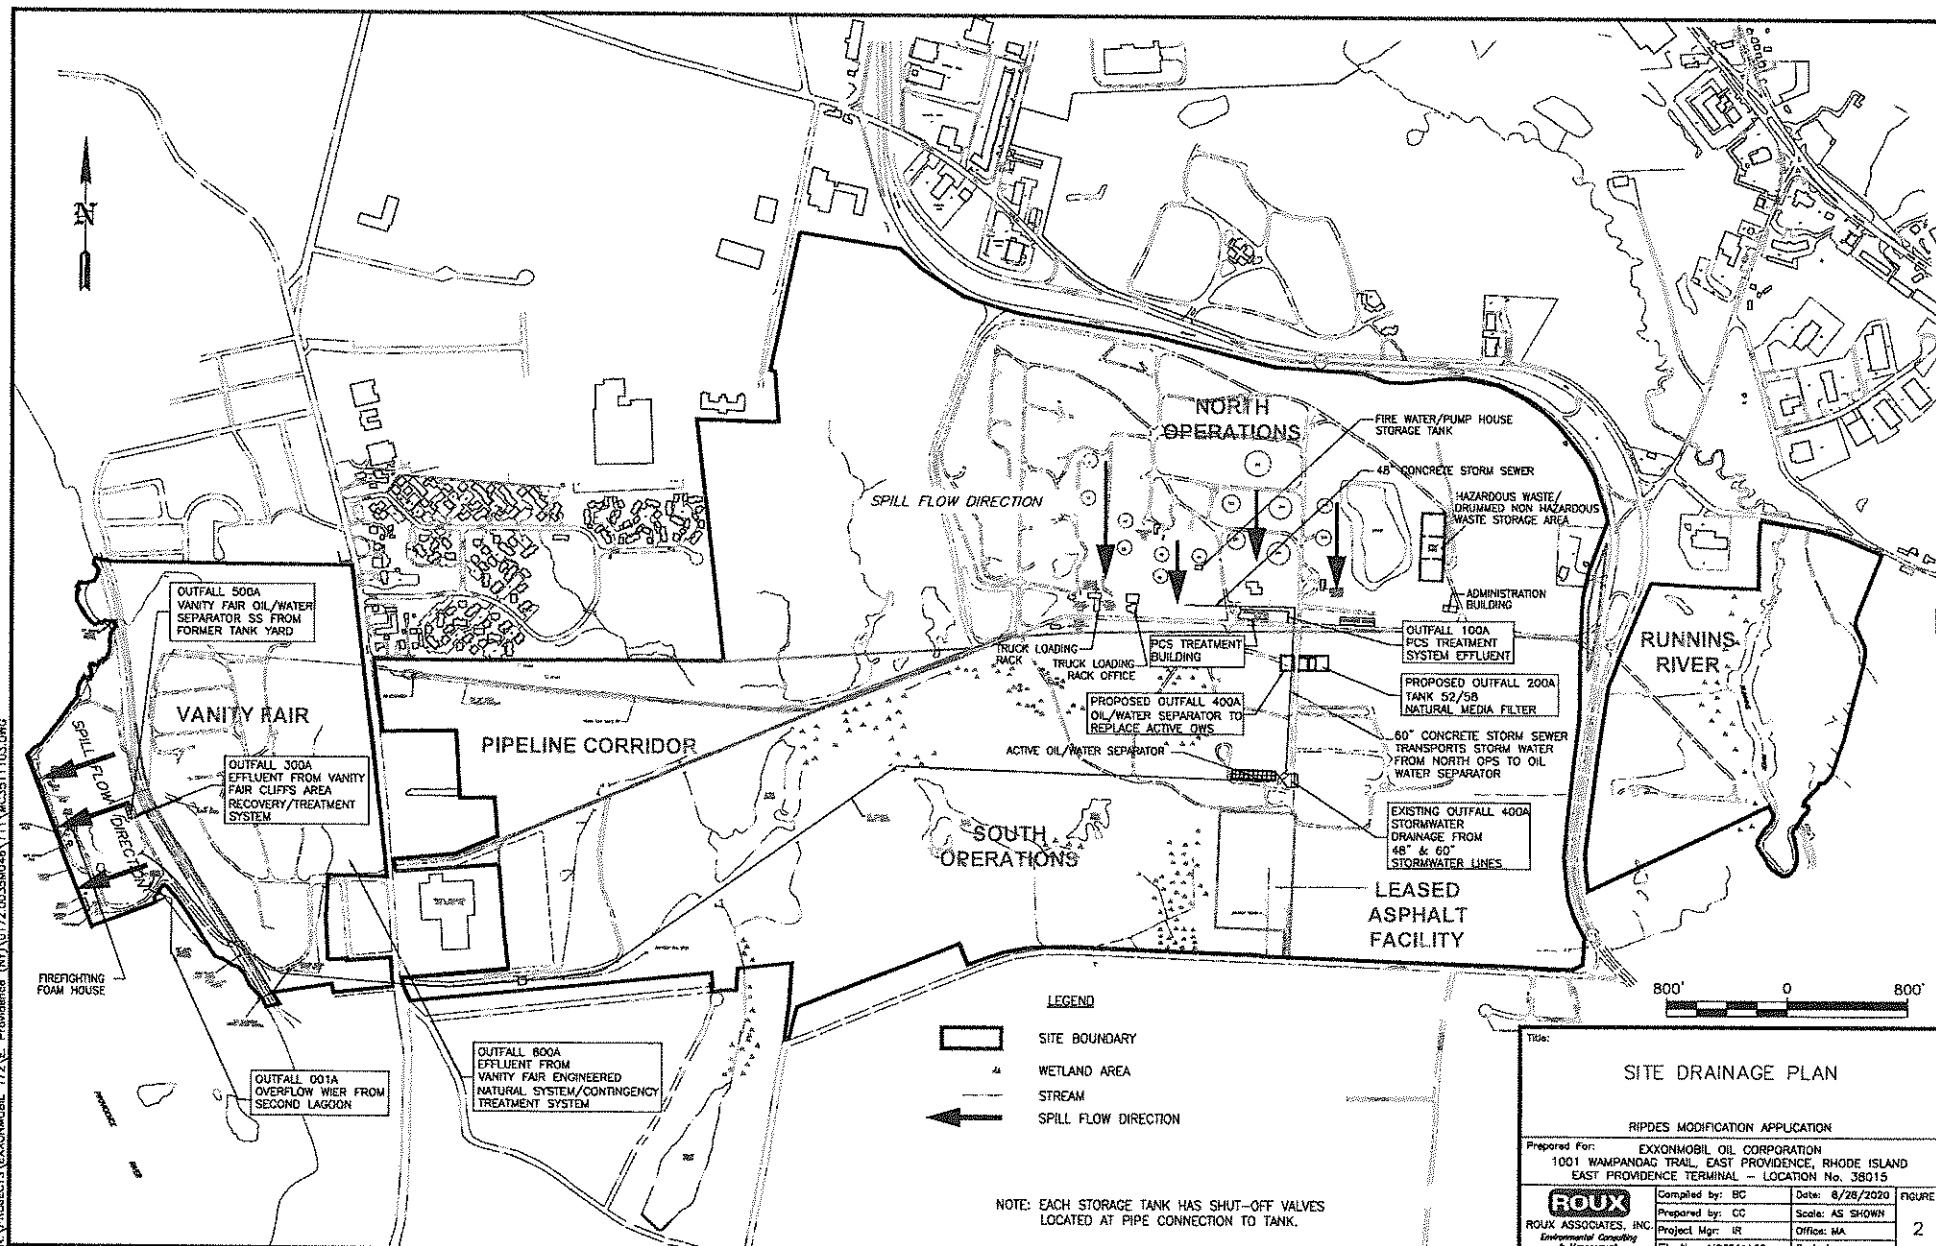 N
NORTH
OPERATIONS
FIRE WATER/PUMP HOUSE
STORAGE TANK
48" CONCRETE STORM SEWER
HAZARDOUS WASTE/
DRUMMED NON HAZARDOUS
WASTE STORAGE AREA
SPILL FLOW DIRECTION
ADMINISTRATION
BUILDING
OUTFALL 500A
VANITY FAIR OIL/WATER
SEPARATOR SS FROM
FORMER TANK YARD
OUTFALL 100A
PCS TREATMENT
SYSTEM EFFLUENT
RUNNINS
RIVER
TRUCK LOADING
RACK
TRUCK LOADING
RACK OFFICE
PCS TREATMENT
BUILDING
PROPOSED OUTFALL 200A
TANK 52/58
NATURAL MEDIA FILTER
PROPOSED OUTFALL 400A
OIL/WATER SEPARATOR TO
REPLACE ACTIVE OWS
VANITY FAIR
PIPELINE CORRIDOR
ACTIVE OIL/WATER SEPARATOR
60" CONCRETE STORM SEWER
TRANSPORTS STORM WATER
FROM NORTH OPS TO OIL
WATER SEPARATOR
SPILL FLOW DIRECTION
OUTFALL 300A
EFFLUENT FROM VANITY
FAIR CLIFFS AREA
RECOVERY/TREATMENT
SYSTEM
EXISTING OUTFALL 400A
STORMWATER
DRAINAGE FROM
48" & 60"
STORMWATER LINES
SOUTH
OPERATIONS
LEASED
ASPHALT
FACILITY
FIREFIGHTING
FOAM HOUSE
OUTFALL 001A
OVERFLOW WIER FROM
SECOND LAGOON
OUTFALL 600A
EFFLUENT FROM
VANITY FAIR ENGINEERED
NATURAL SYSTEM/CONTINGENCY
TREATMENT SYSTEM
PROVIDENCE
RIVER
LEGEND
SITE BOUNDARY
WETLAND AREA
STREAM
SPILL FLOW DIRECTION
NOTE: EACH STORAGE TANK HAS SHUT-OFF VALVES
LOCATED AT PIPE CONNECTION TO TANK.
800' 0 800'
Title:
SITE DRAINAGE PLAN
RIPDES MODIFICATION APPLICATION
Prepared For: EXXONMOBIL OIL CORPORATION
1001 WAMPANOAG TRAIL, EAST PROVIDENCE, RHODE ISLAND
EAST PROVIDENCE TERMINAL - LOCATION No. 38015
ROUX
ROUX ASSOCIATES, INC.
Environmental Consulting
Compiled by: BC Date: 8/28/2020 FIGURE
Prepared by: CC Scale: AS SHOWN
Project Mgr: IR Office: MA 2